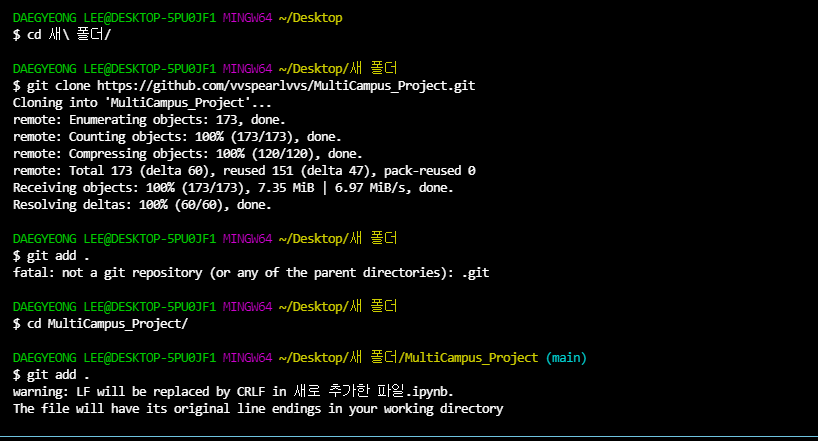 DAEGYEONG LEE@DESKTOP-5PU0JF1 MINGW64 ~/Desktop
$ cd 새\ 폴더/
DAEGYEONG LEE@DESKTOP-5PU0JF1 MINGW64 ~/Desktop/새 폴더
$ git clone https://github.com/vvspearlvvs/MultiCampus_Project.git
Cloning into 'MultiCampus_Project'...
remote: Enumerating objects: 173, done.
remote: Counting objects: 100% (173/173), done.
remote: Compressing objects: 100% (120/120), done.
remote: Total 173 (delta 60), reused 151 (delta 47), pack-reused 0
Receiving objects: 100% (173/173), 7.35 MiB | 6.97 MiB/s, done.
Resolving deltas: 100% (60/60), done.
DAEGYEONG LEE@DESKTOP-5PU0JF1 MINGW64 ~/Desktop/새 폴더
$ git add .
fatal: not a git repository (or any of the parent directories): .git
DAEGYEONG LEE@DESKTOP-5PU0JF1 MINGW64 ~/Desktop/새 폴더
$ cd MultiCampus_Project/
DAEGYEONG LEE@DESKTOP-5PU0JF1 MINGW64 ~/Desktop/새 폴더/MultiCampus_Project (main)
$ git add .
warning: LF will be replaced by CRLF in 새로 추가한 파일.ipynb.
The file will have its original line endings in your working directory